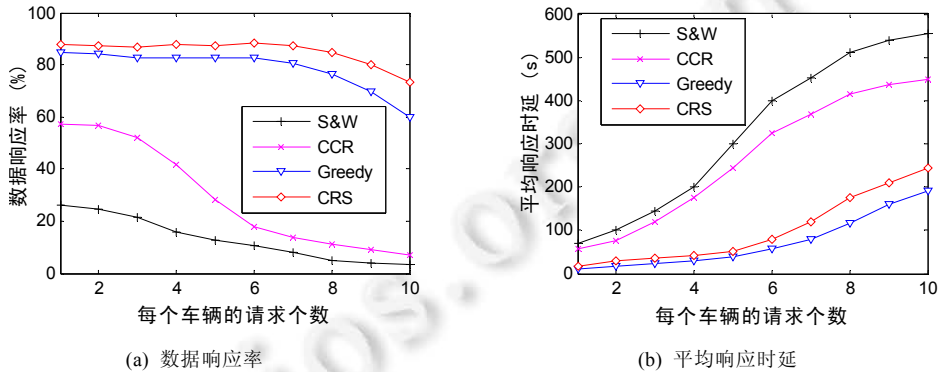 100
80
60
40
20
0
2 4 6 8 10
数据响应率 (%)
S&W
CCR
Greedy
CRS
每个车辆的请求个数
(a) 数据响应率
600
500
400
300
200
100
0
2 4 6 8 10
平均响应时延 (s)
S&W
CCR
Greedy
CRS
每个车辆的请求个数
(b) 平均响应时延